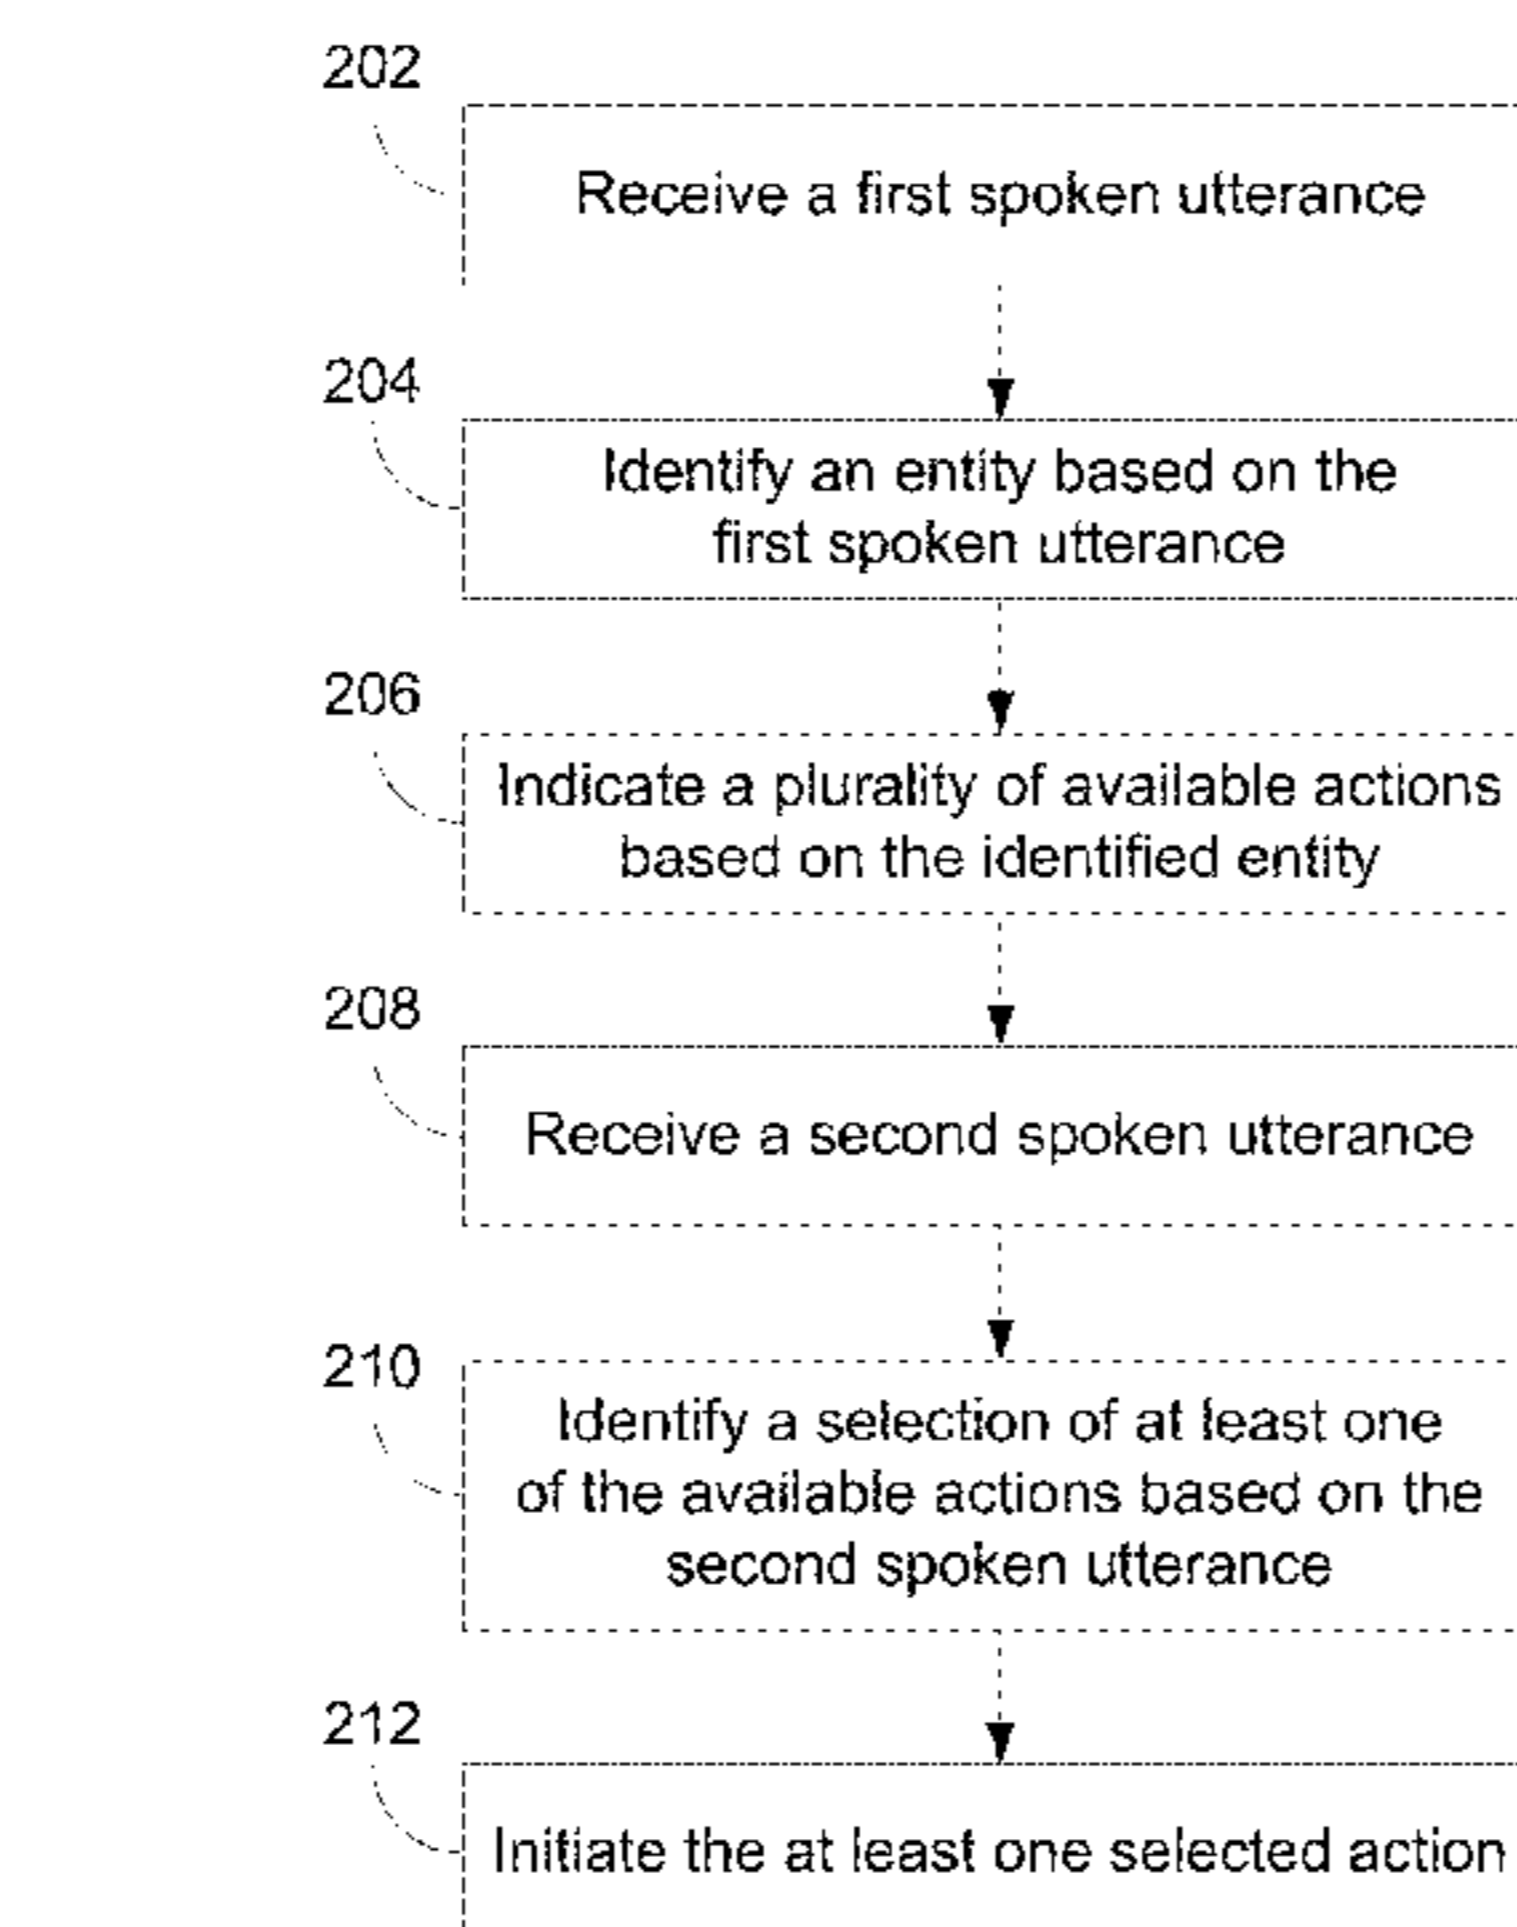 202
Receive a first spoken utterance
204
Identify an entity based on the
first spoken utterance
206
Indicate a plurality of available actions
based on the identified entity
208
Receive a second spoken utterance
210
Identify a selection of at least one
of the available actions based on the
second spoken utterance
212
Initiate the at least one selected action